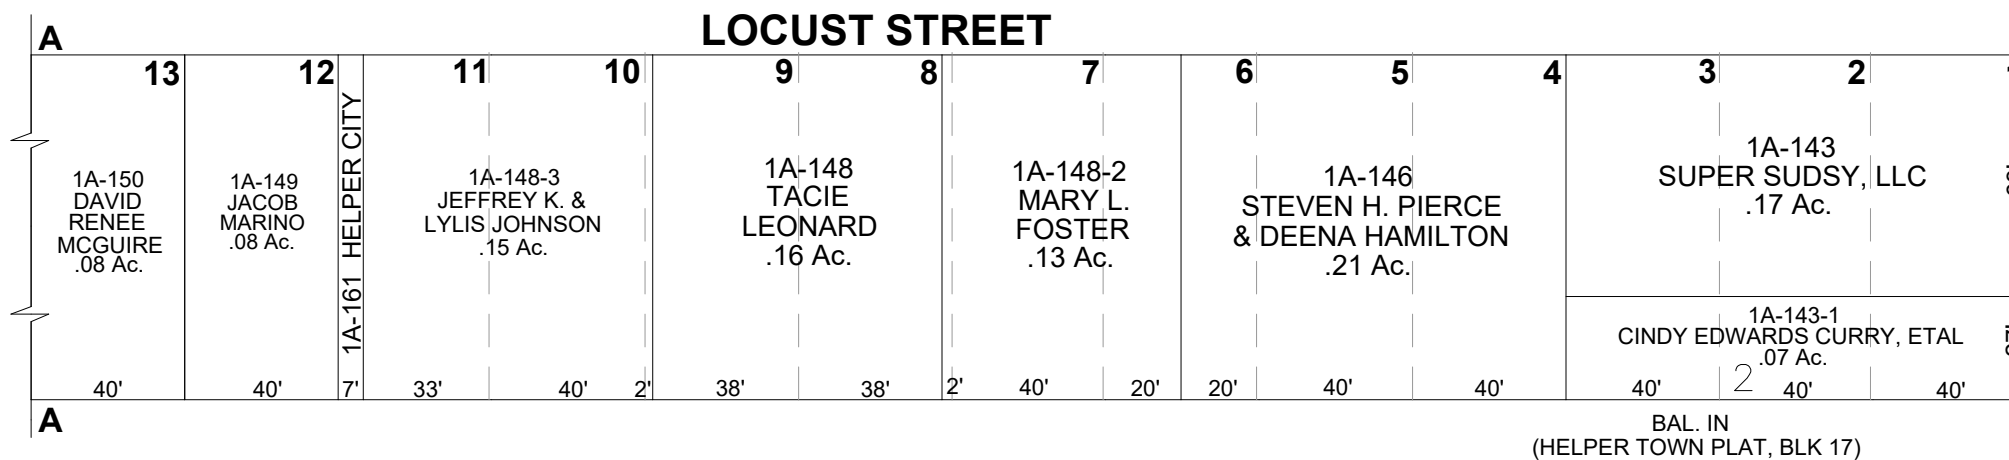 LOCUST STREET
A
13
12
11
10
9
8
7
6
5
4
3
2
1A-150
DAVID
RENEE
MCGUIRE
.08 Ac.
1A-149
JACOB
MARINO
.08 Ac.
1A-161 HELPER CITY
1A-148-3
JEFFREY K. &
LYLIS JOHNSON
.15 Ac.
1A-148
TACIE
LEONARD
.16 Ac.
1A-148-2
MARY L.
FOSTER
.13 Ac.
1A-146
STEVEN H. PIERCE
& DEENA HAMILTON
.21 Ac.
1A-143
SUPER SUDSY, LLC
.17 Ac.
1A-143-1
CINDY EDWARDS CURRY, ETAL
.07 Ac.
2
40'
40'
7'
33'
40'
2'
38'
38'
2'
40'
20'
20'
40'
40'
40'
40'
40'
A
BAL. IN
(HELPER TOWN PLAT, BLK 17)